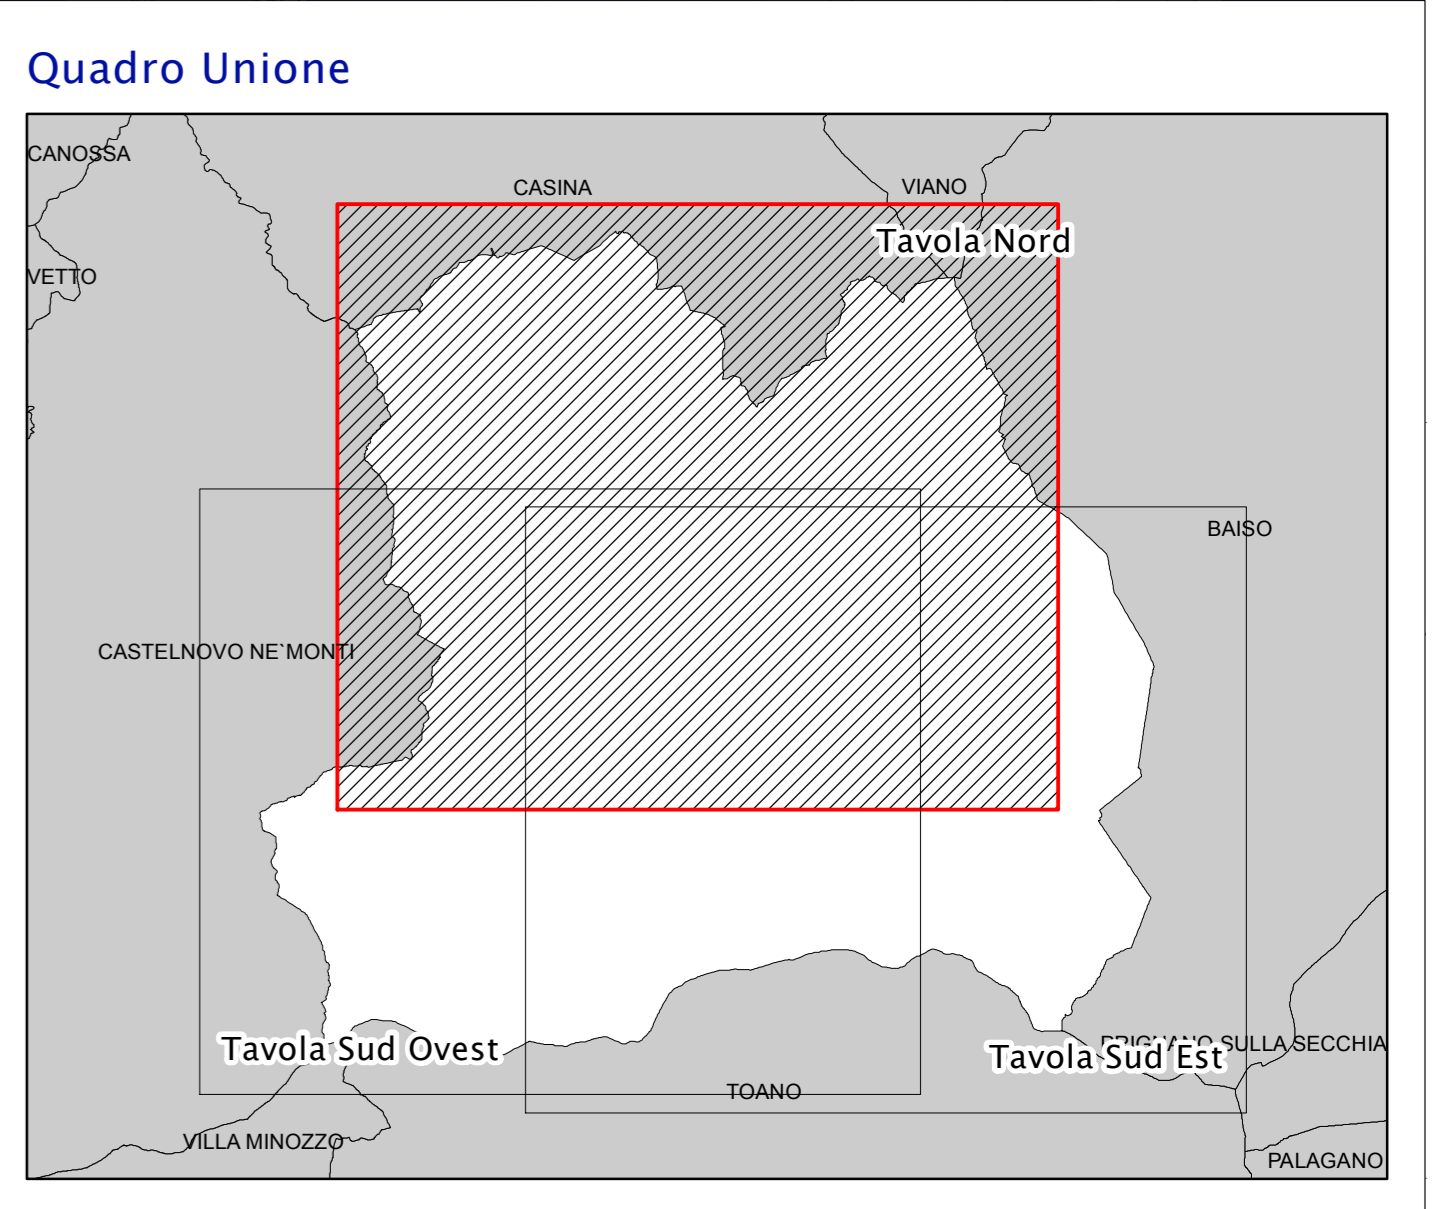 Quadro Unione
CANOSSA
CASINA
VIANO
Tavola Nord
VETTO
BAISO
CASTELNOVO NE`MONTI
Tavola Sud Ovest
PRIGNANO SULLA SECCHIA
Tavola Sud Est
TOANO
VILLA MINOZZO
PALAGANO